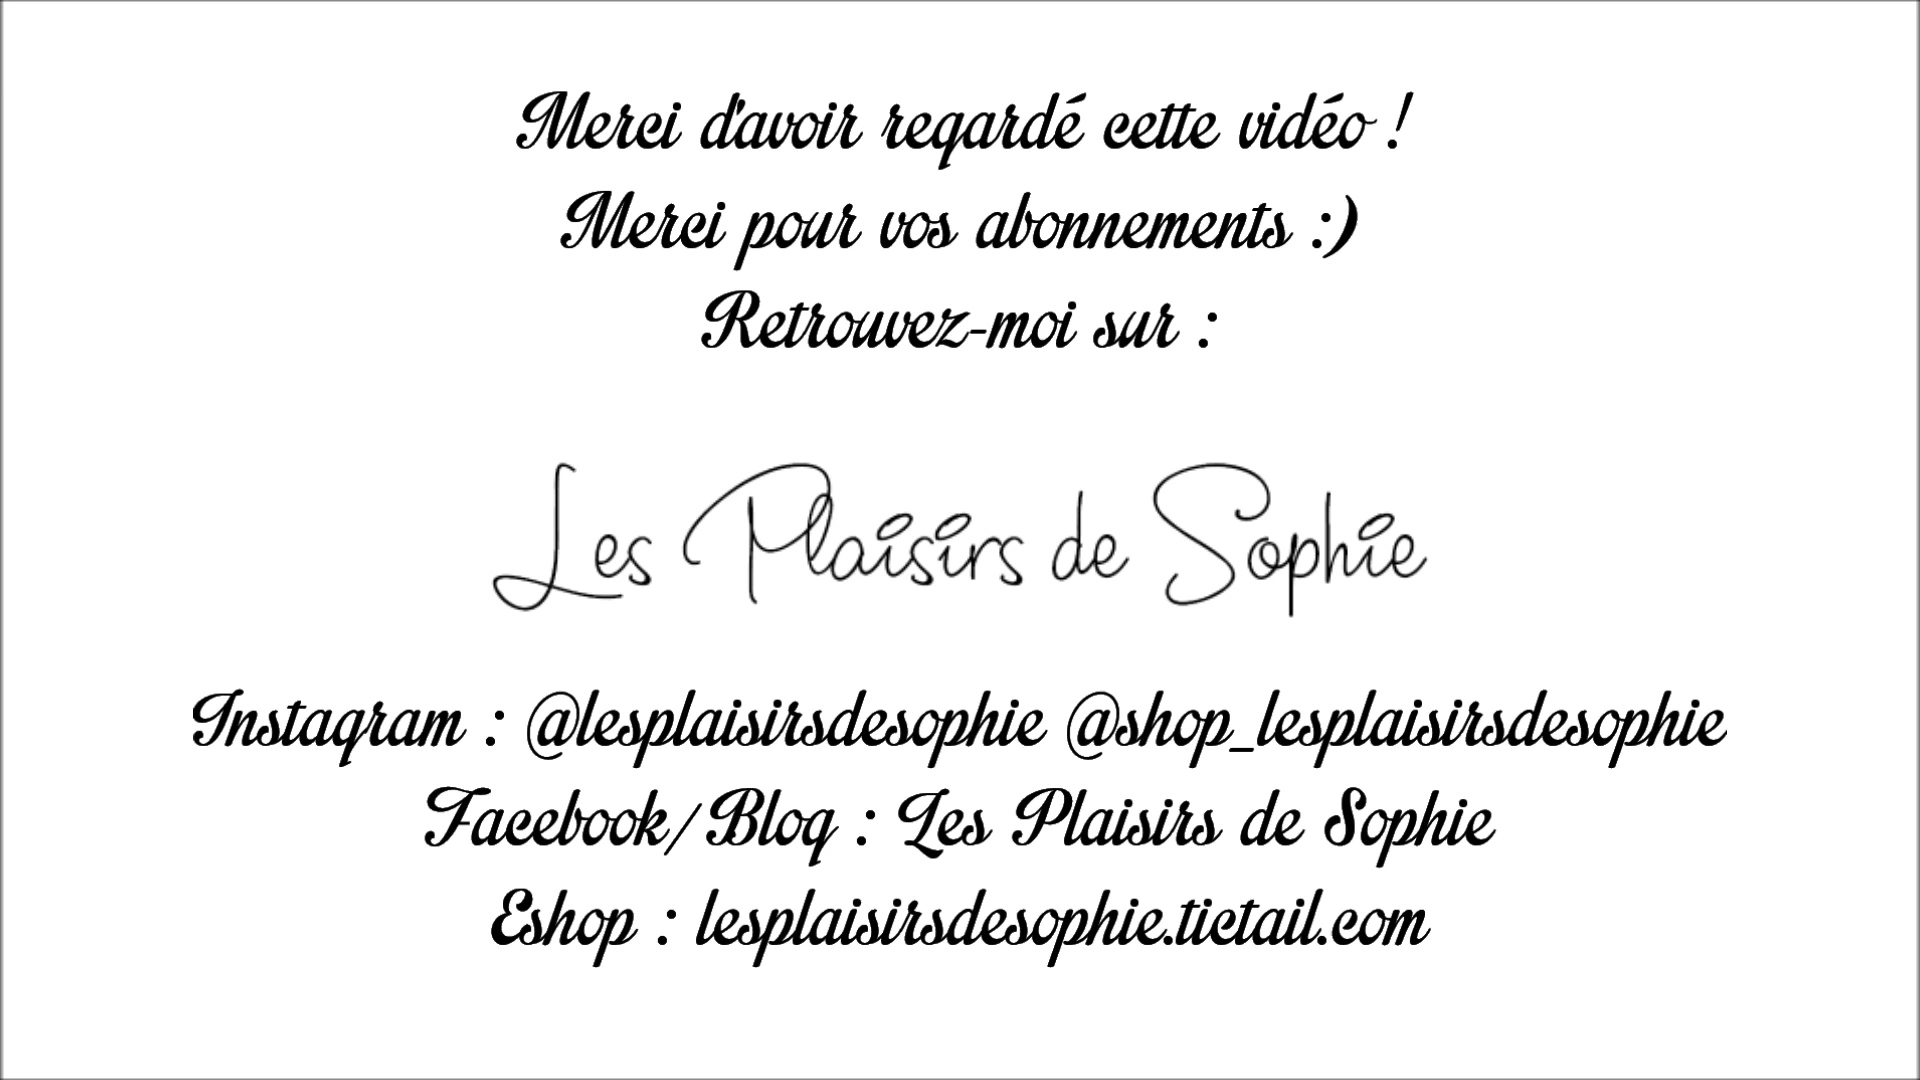 Merci d'avoir regardé cette vidéo !
Merci pour vos abonnements :)
Retrouvez-moi sur :
Les Plaisirs de Sophie
Instagram : @lesplaisirsdesophie @shop_lesplaisirsdesophie
Facebook/Blog : Les Plaisirs de Sophie
Eshop : lesplaisirsdesophie.tictail.com